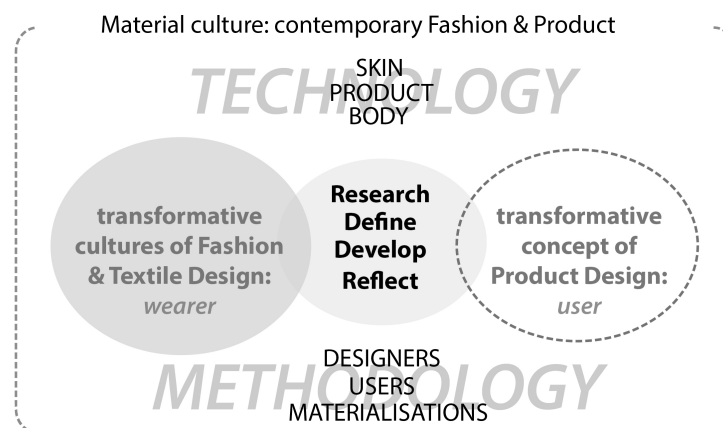 Material culture: contemporary Fashion & Product
TECHNOLOGY
SKIN
PRODUCT
BODY
transformative
cultures of Fashion
& Textile Design:
wearer
Research
Define
Develop
Reflect
transformative
concept of
Product Design:
user
METHODOLOGY
DESIGNERS
USERS
MATERIALISATIONS